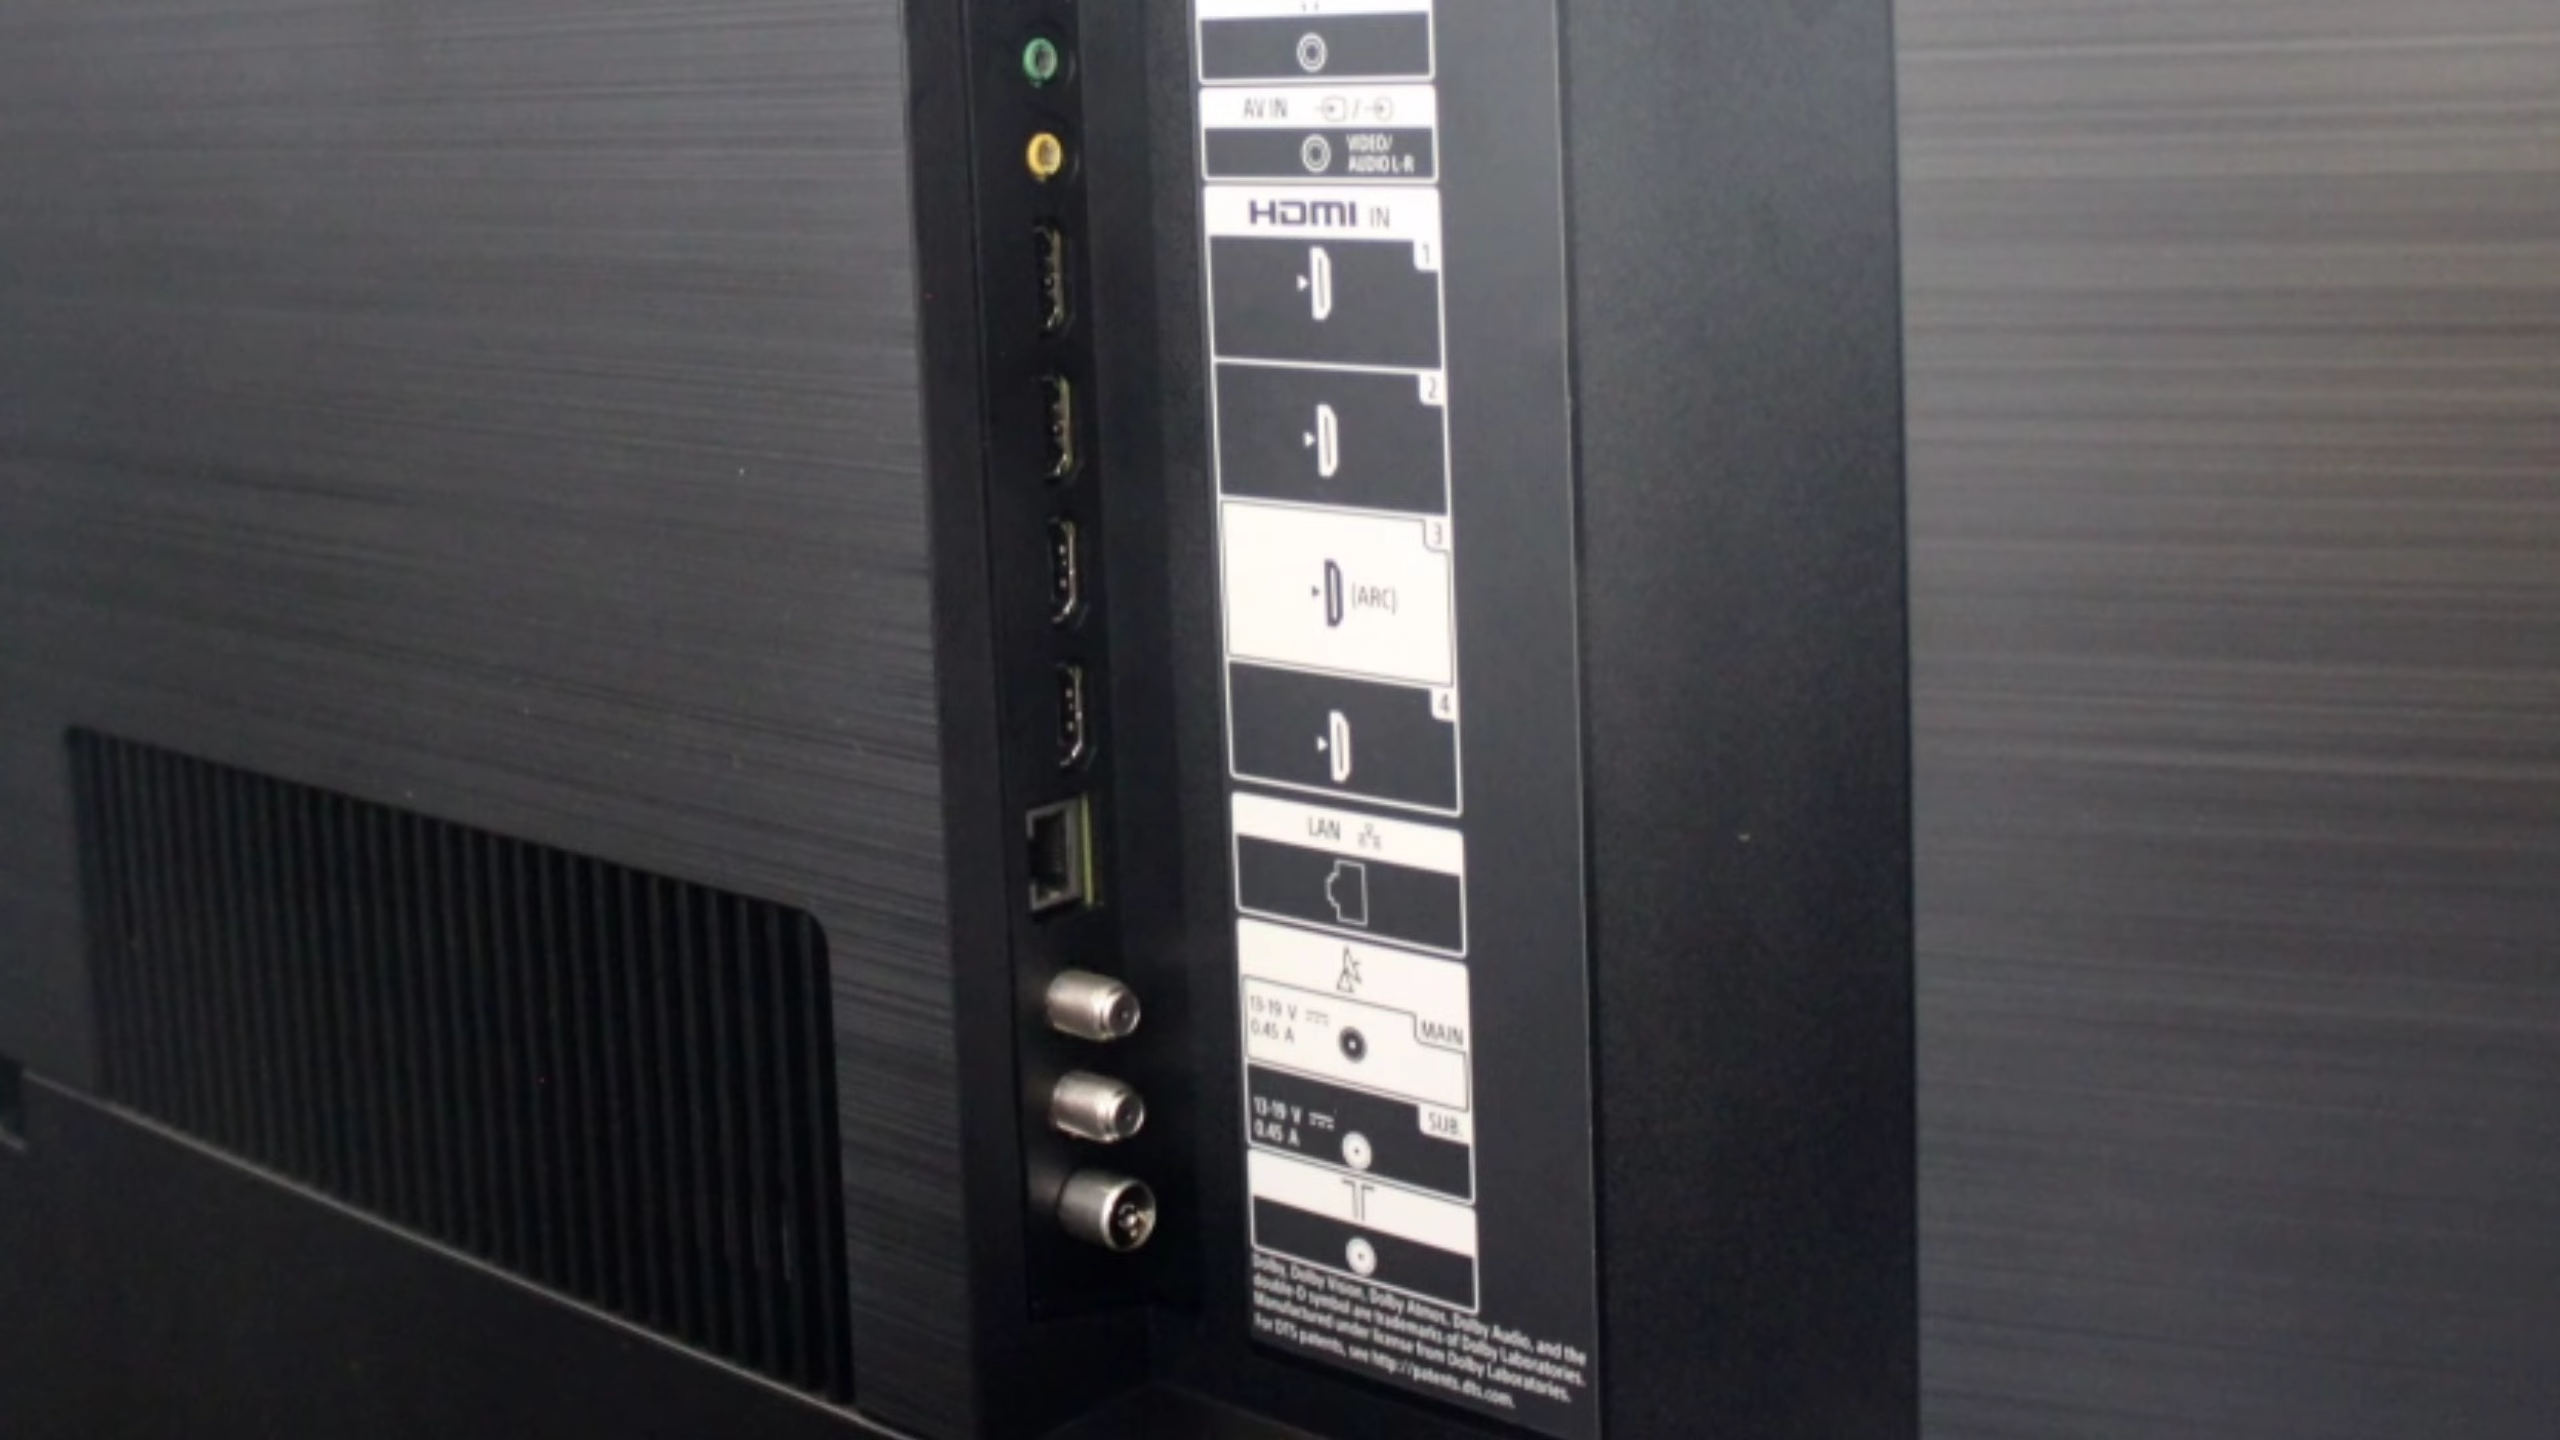 AV IN /
VIDEO/
AUDIO L-R
HDMI IN
1
2
3
(ARC)
4
LAN
13-19 V
0.45 A
MAIN
13-19 V
0.45 A
SUB.
Dolby, Dolby Vision, Dolby Atmos, Dolby Audio, and the
double-D symbol are trademarks of Dolby Laboratories.
Manufactured under license from Dolby Laboratories.
For DTS patents, see http://patents.dts.com.